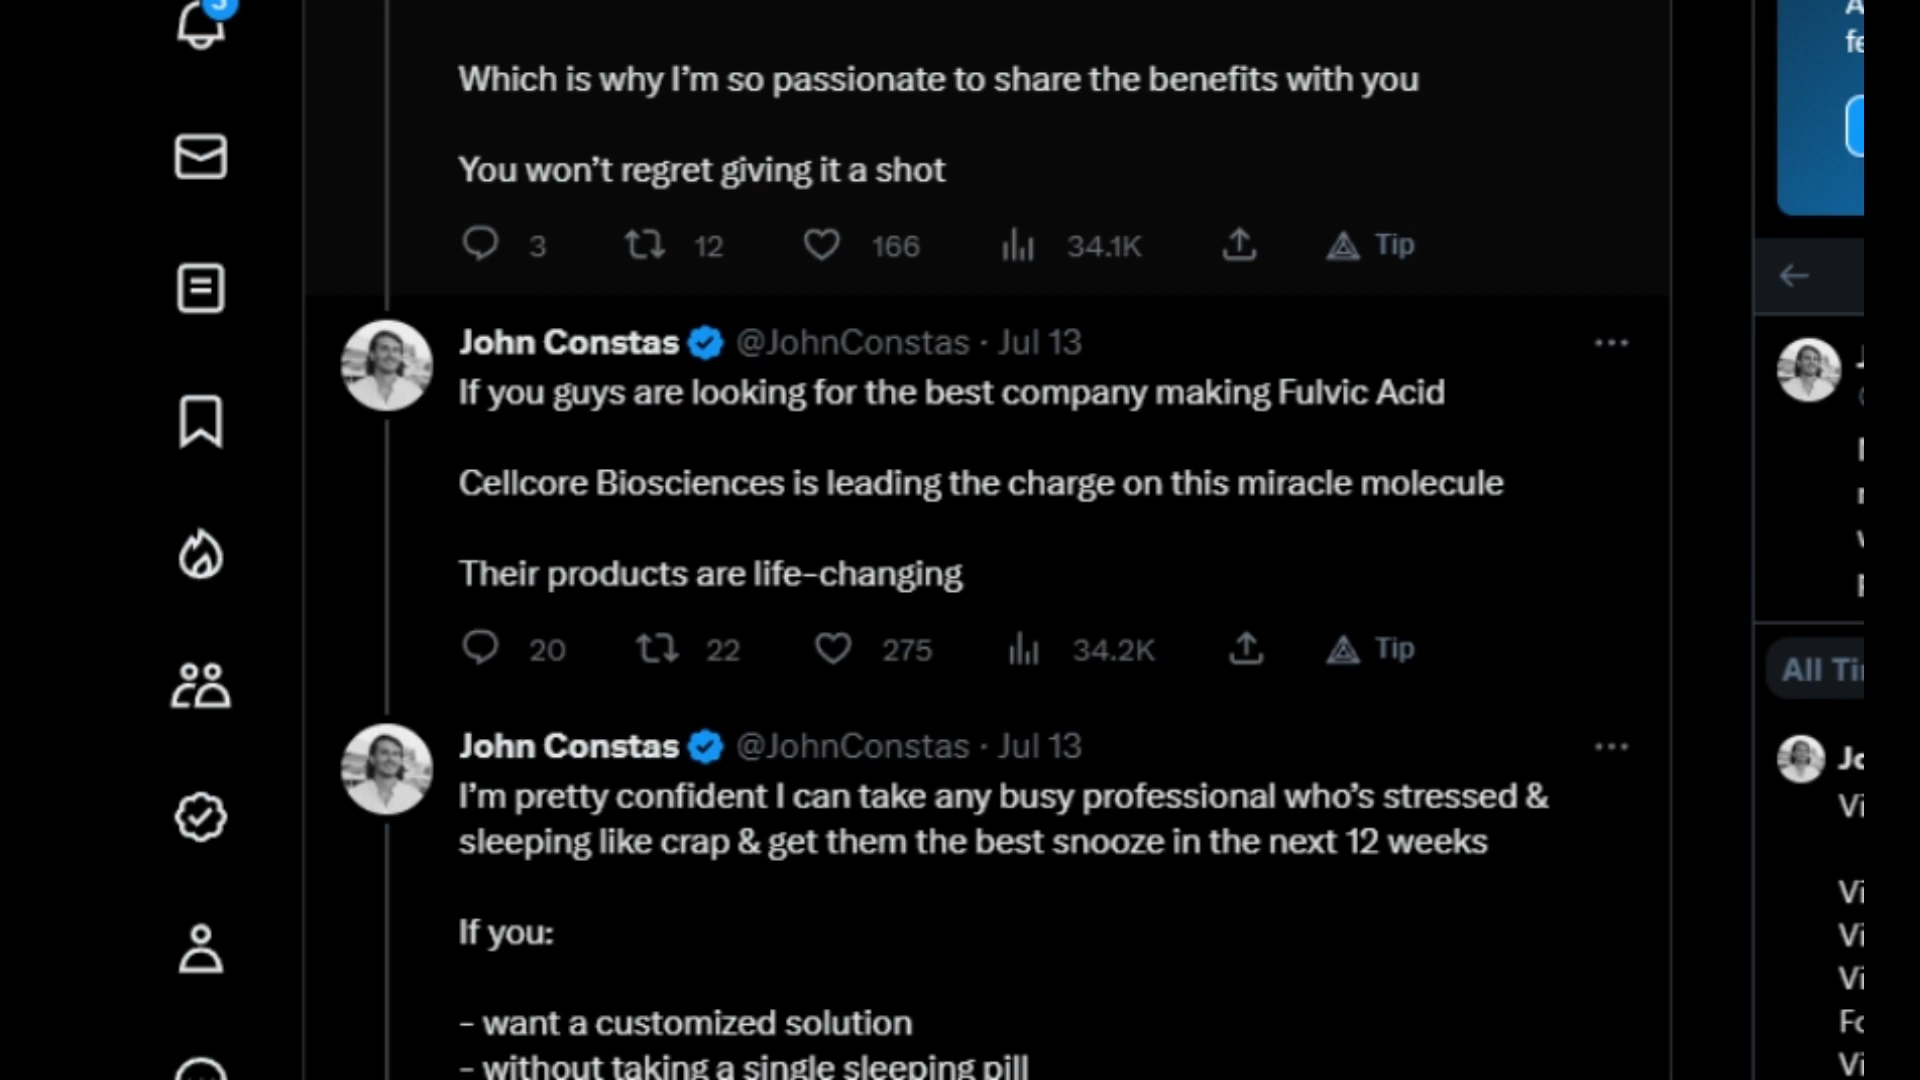 Which is why I'm so passionate to share the benefits with you
You won't regret giving it a shot
3 12 166 34.1K Tip
John Constas @JohnConstas · Jul 13
If you guys are looking for the best company making Fulvic Acid
Cellcore Biosciences is leading the charge on this miracle molecule
Their products are life-changing
20 22 275 34.2K Tip
John Constas @JohnConstas · Jul 13
I'm pretty confident I can take any busy professional who's stressed &
sleeping like crap & get them the best snooze in the next 12 weeks
If you:
- want a customized solution
- without taking a single sleeping pill
All